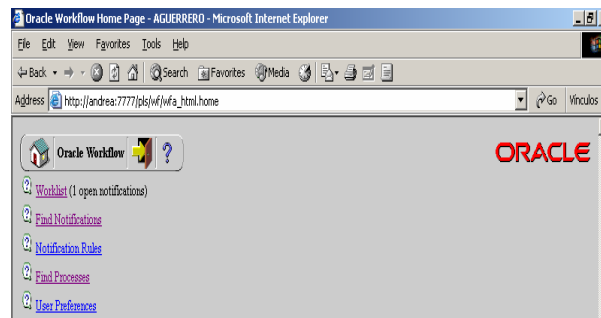 Oracle Workflow Home Page - AGUERRERO - Microsoft Internet Explorer
File Edit View Favorites Tools Help
Back Search Favorites Media
Address http://andrea:7777/pls/wf/wfa_html.home Go Vínculos
Oracle Workflow ?
ORACLE
Worklist (1 open notifications)
Find Notifications
Notification Rules
Find Processes
User Preferences